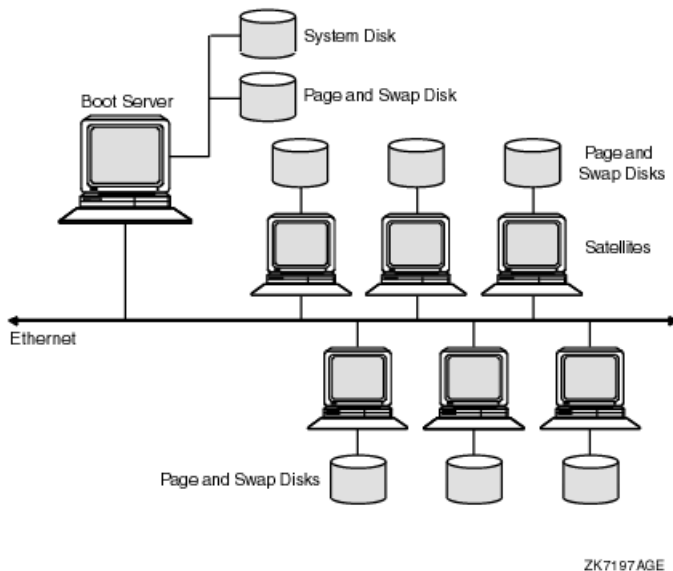 System Disk
Boot Server
Page and Swap Disk
Page and
Swap Disks
Satellites
Ethernet
Page and Swap Disks
ZK7197AGE